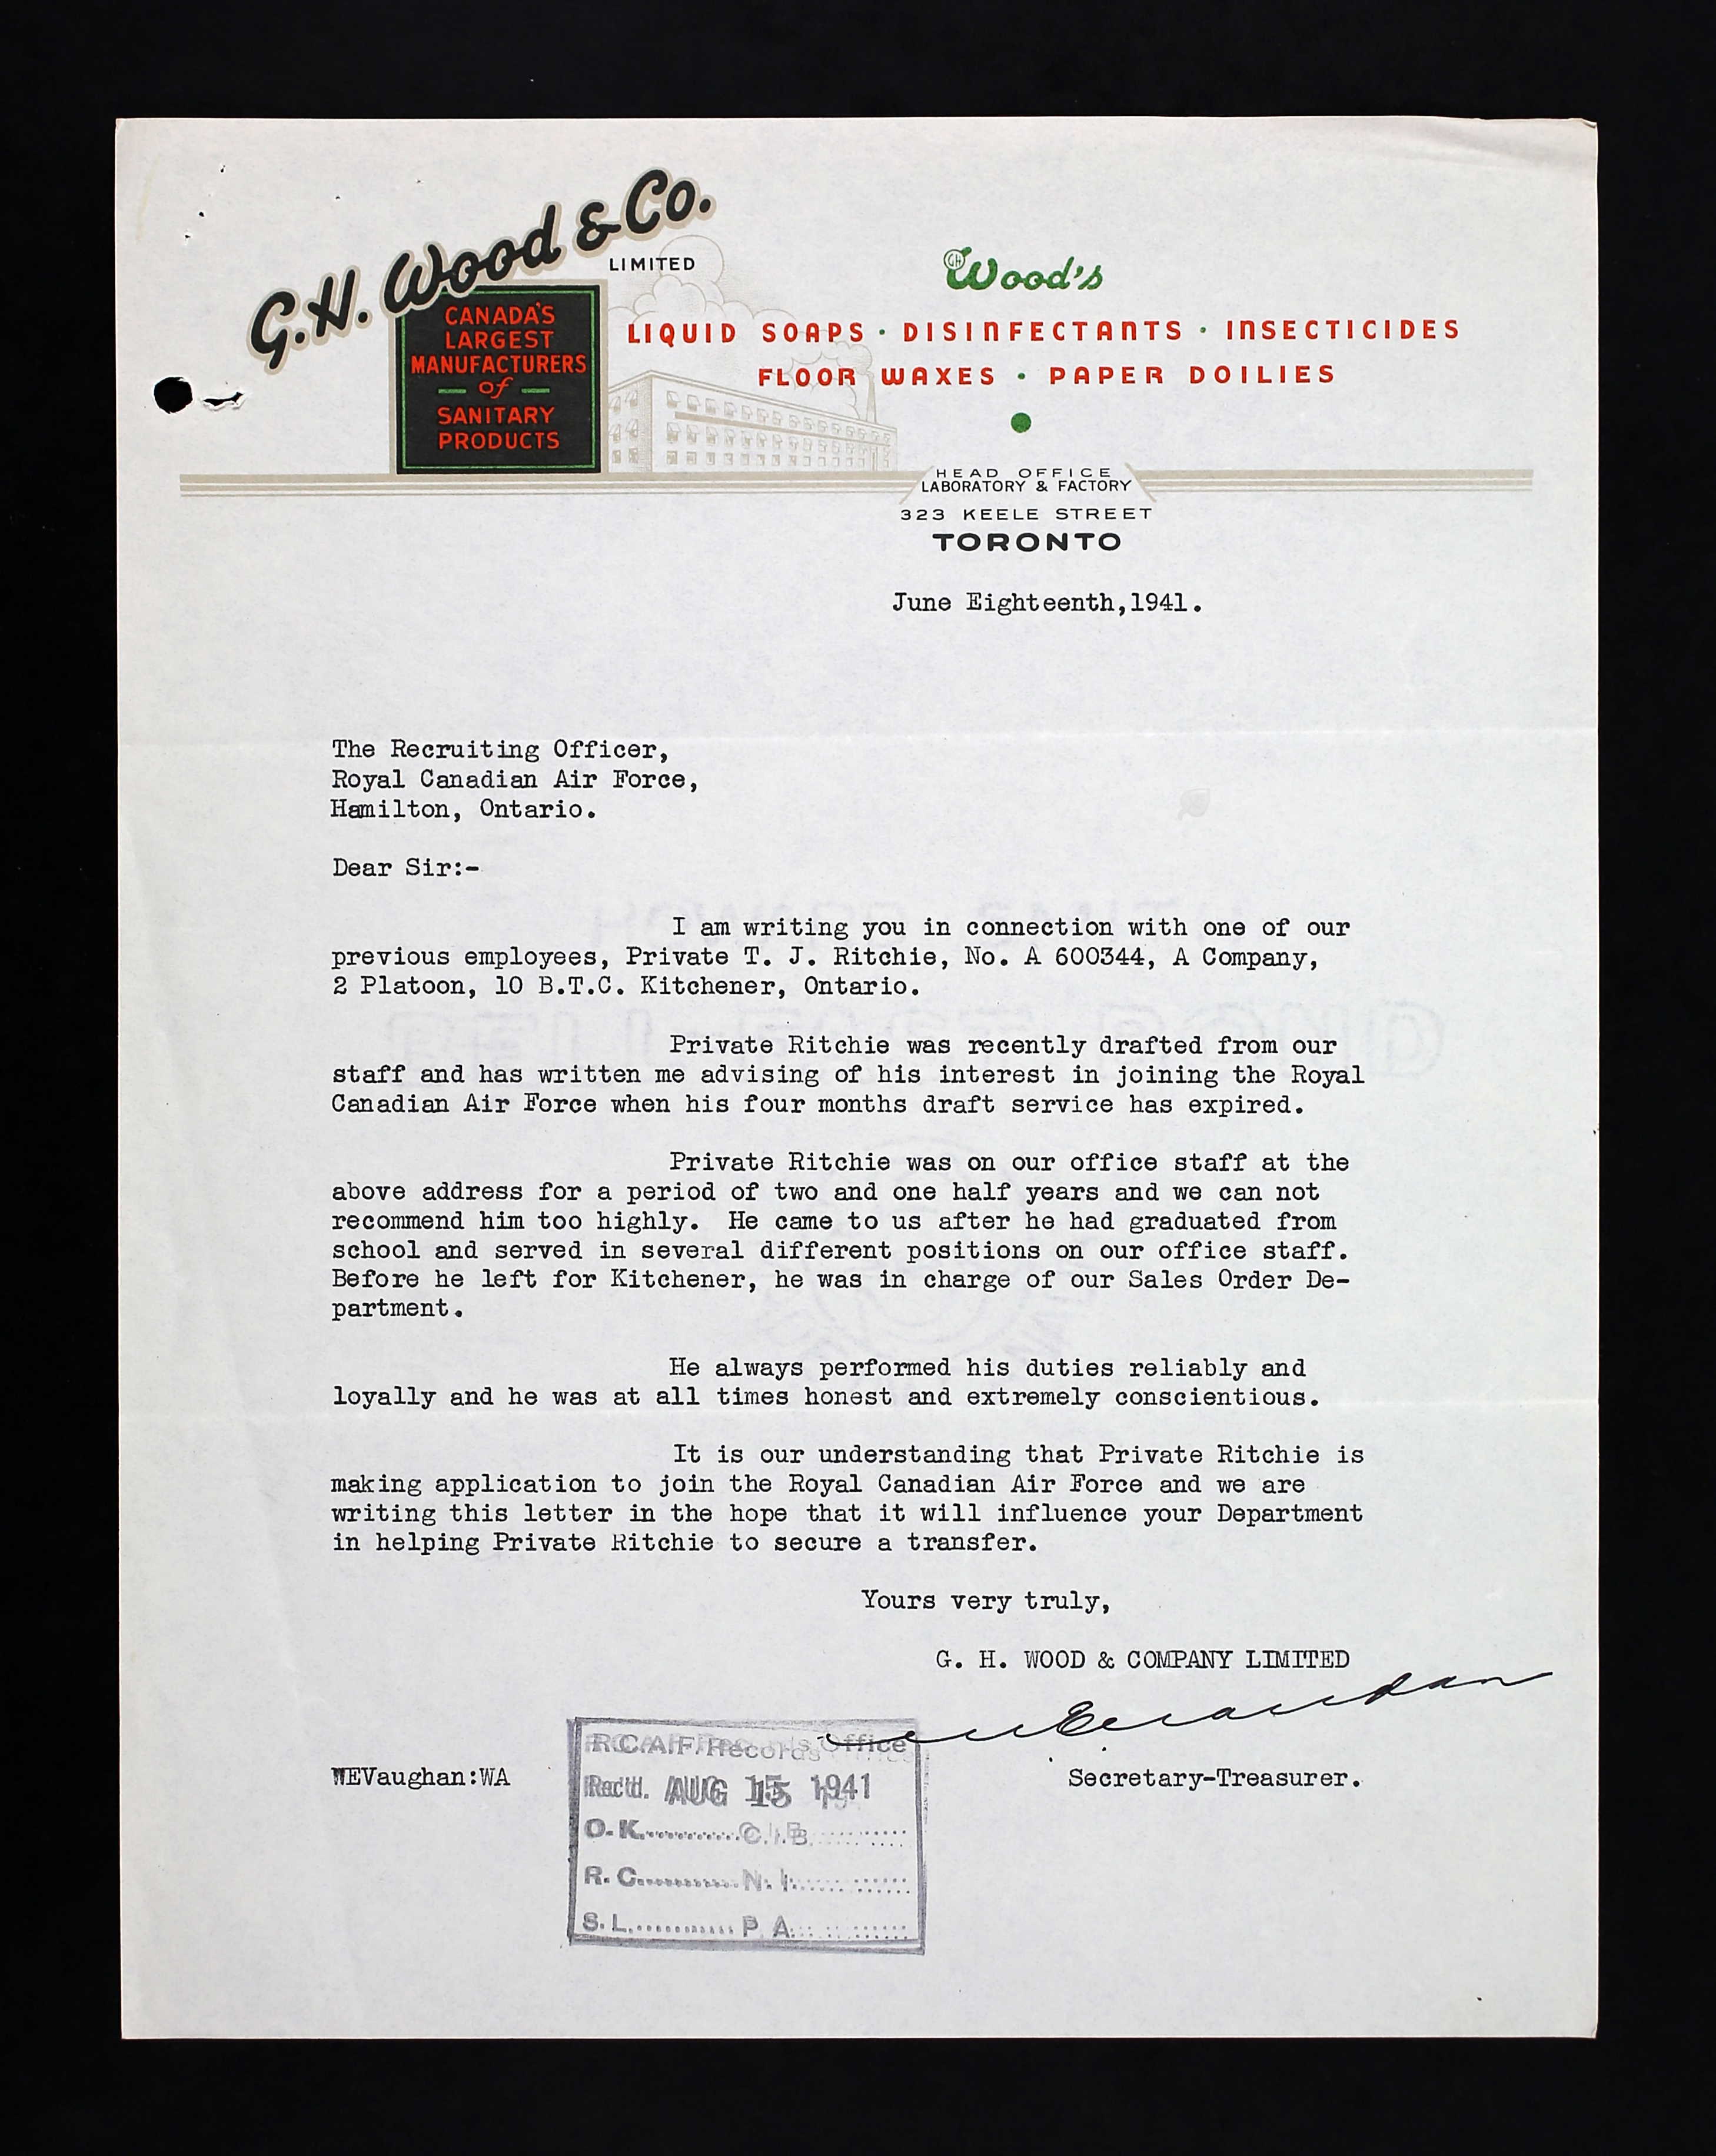 G.H. Wood & Co.
LIMITED
CANADA'S
LARGEST
MANUFACTURERS
of
SANITARY
PRODUCTS
GH
Wood's
LIQUID SOAPS · DISINFECTANTS · INSECTICIDES
FLOOR WAXES · PAPER DOILIES
HEAD OFFICE
LABORATORY & FACTORY
323 KEELE STREET
TORONTO
June Eighteenth,1941.
The Recruiting Officer,
Royal Canadian Air Force,
Hamilton, Ontario.
Dear Sir:-
I am writing you in connection with one of our
previous employees, Private T. J. Ritchie, No. A 600344, A Company,
2 Platoon, 10 B.T.C. Kitchener, Ontario.
Private Ritchie was recently drafted from our
staff and has written me advising of his interest in joining the Royal
Canadian Air Force when his four months draft service has expired.
Private Ritchie was on our office staff at the
above address for a period of two and one half years and we can not
recommend him too highly. He came to us after he had graduated from
school and served in several different positions on our office staff.
Before he left for Kitchener, he was in charge of our Sales Order De-
partment.
He always performed his duties reliably and
loyally and he was at all times honest and extremely conscientious.
It is our understanding that Private Ritchie is
making application to join the Royal Canadian Air Force and we are
writing this letter in the hope that it will influence your Department
in helping Private Ritchie to secure a transfer.
Yours very truly,
G. H. WOOD & COMPANY LIMITED
WEVaughan
WEVaughan:WA
Secretary-Treasurer.
R.C.A.F. Records Office
Rec'd. AUG 15 1941
O.K.............C.I.B.............
R.C.............N.I.............
S.L.............P.A.............